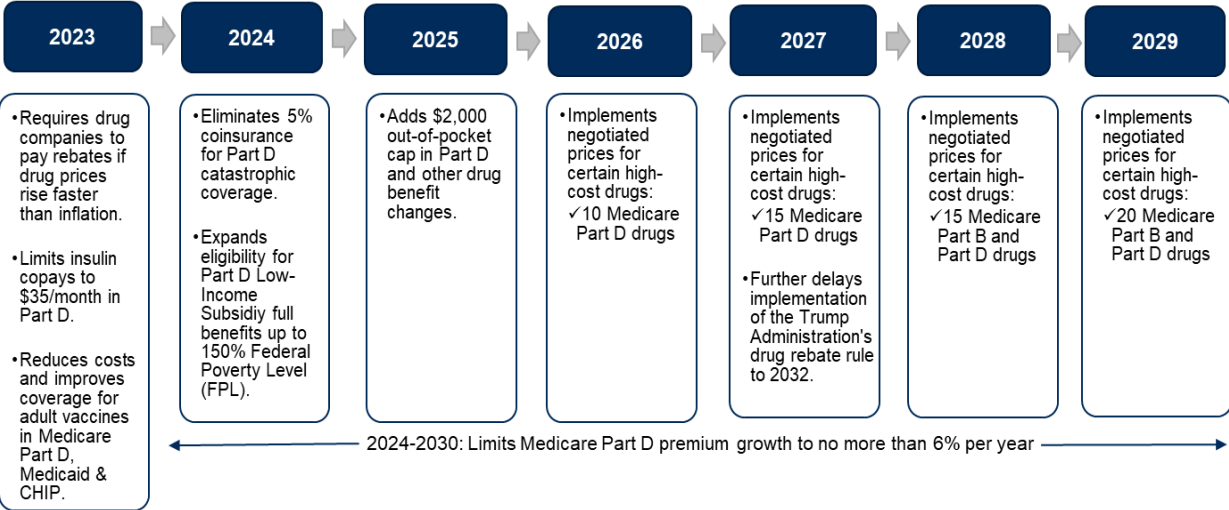 2023
2024
2025
2026
2027
2028
2029
•Requires drug
companies to
pay rebates if
drug prices
rise faster
than inflation.
•Limits insulin
copays to
$35/month in
Part D.
•Reduces costs
and improves
coverage for
adult vaccines
in Medicare
Part D,
Medicaid &
CHIP.
•Eliminates 5%
coinsurance
for Part D
catastrophic
coverage.
•Expands
eligibility for
Part D Low-
Income
Subsidiy full
benefits up to
150% Federal
Poverty Level
(FPL).
•Adds $2,000
out-of-pocket
cap in Part D
and other drug
benefit
changes.
•Implements
negotiated
prices for
certain high-
cost drugs:
✓10 Medicare
Part D drugs
•Implements
negotiated
prices for
certain high-
cost drugs:
✓15 Medicare
Part D drugs
•Further delays
implementation
of the Trump
Administration's
drug rebate rule
to 2032.
•Implements
negotiated
prices for
certain high-
cost drugs:
✓15 Medicare
Part B and
Part D drugs
•Implements
negotiated
prices for
certain high-
cost drugs:
✓20 Medicare
Part B and
Part D drugs
2024-2030: Limits Medicare Part D premium growth to no more than 6% per year